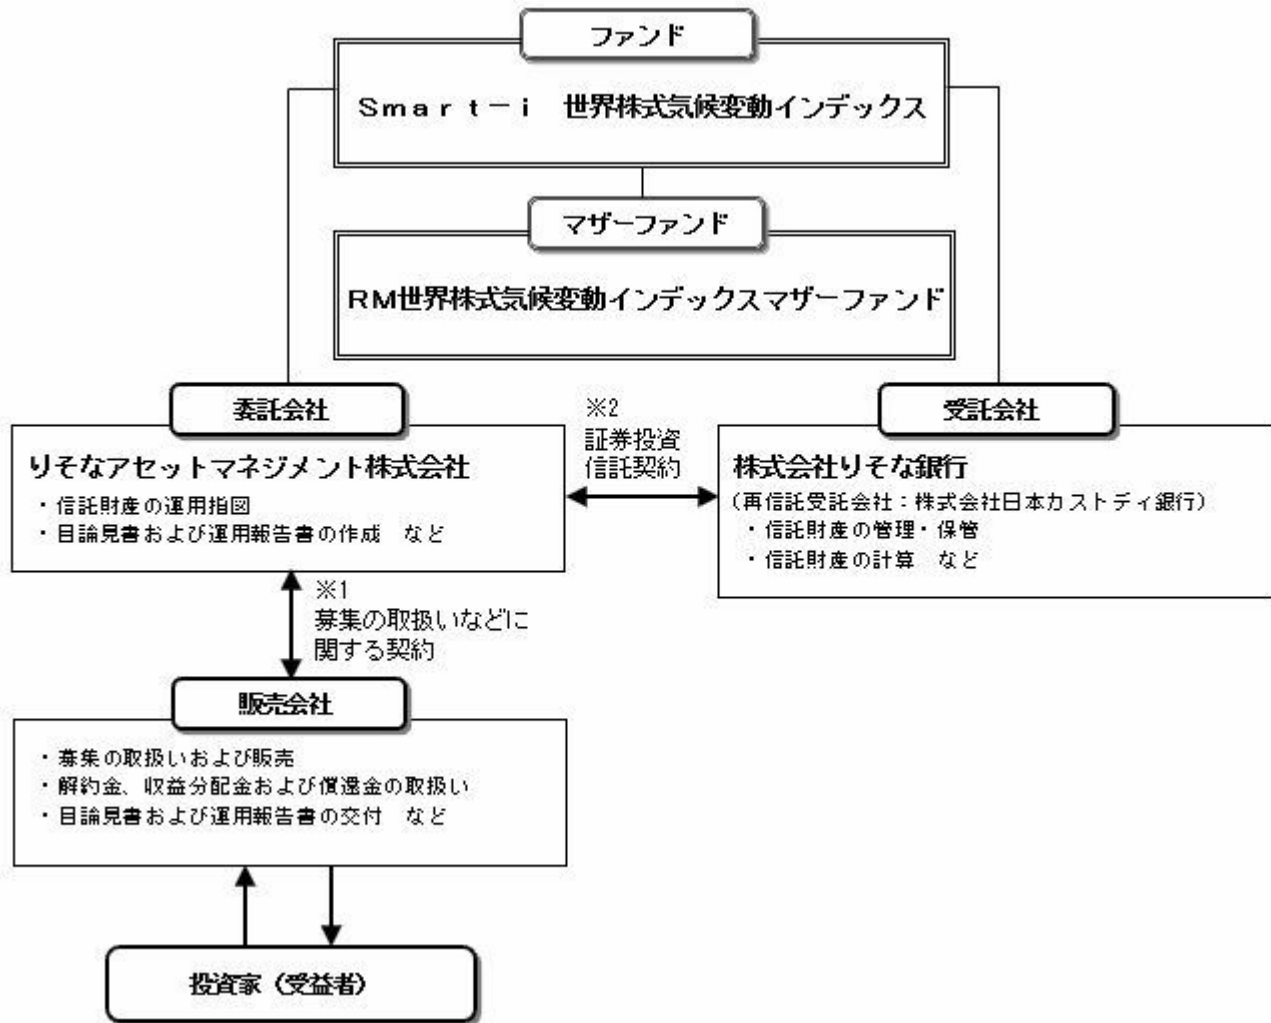 ファンド
Smart－i　世界株式気候変動インデックス
マザーファンド
RM世界株式気候変動インデックスマザーファンド
委託会社
りそなアセットマネジメント株式会社
・信託財産の運用指図
・目論見書および運用報告書の作成　など
※2
証券投資
信託契約
受託会社
株式会社りそな銀行
（再信託受託会社：株式会社日本カストディ銀行）
・信託財産の管理・保管
・信託財産の計算　など
※1
募集の取扱いなどに
関する契約
販売会社
・募集の取扱いおよび販売
・解約金、収益分配金および償還金の取扱い
・目論見書および運用報告書の交付　など
投資家（受益者）